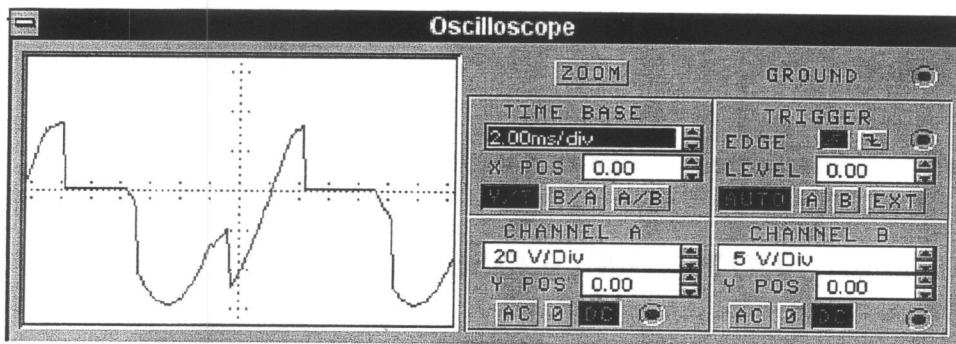 Oscilloscope
ZOOM GROUND
TIME BASE
2.00ms/div
X POS 0.00
Y/T B/A A/B
TRIGGER
EDGE
LEVEL 0.00
AUTO A B EXT
CHANNEL A
20 V/Div
Y POS 0.00
AC 0 DC
CHANNEL B
5 V/Div
Y POS 0.00
AC 0 DC